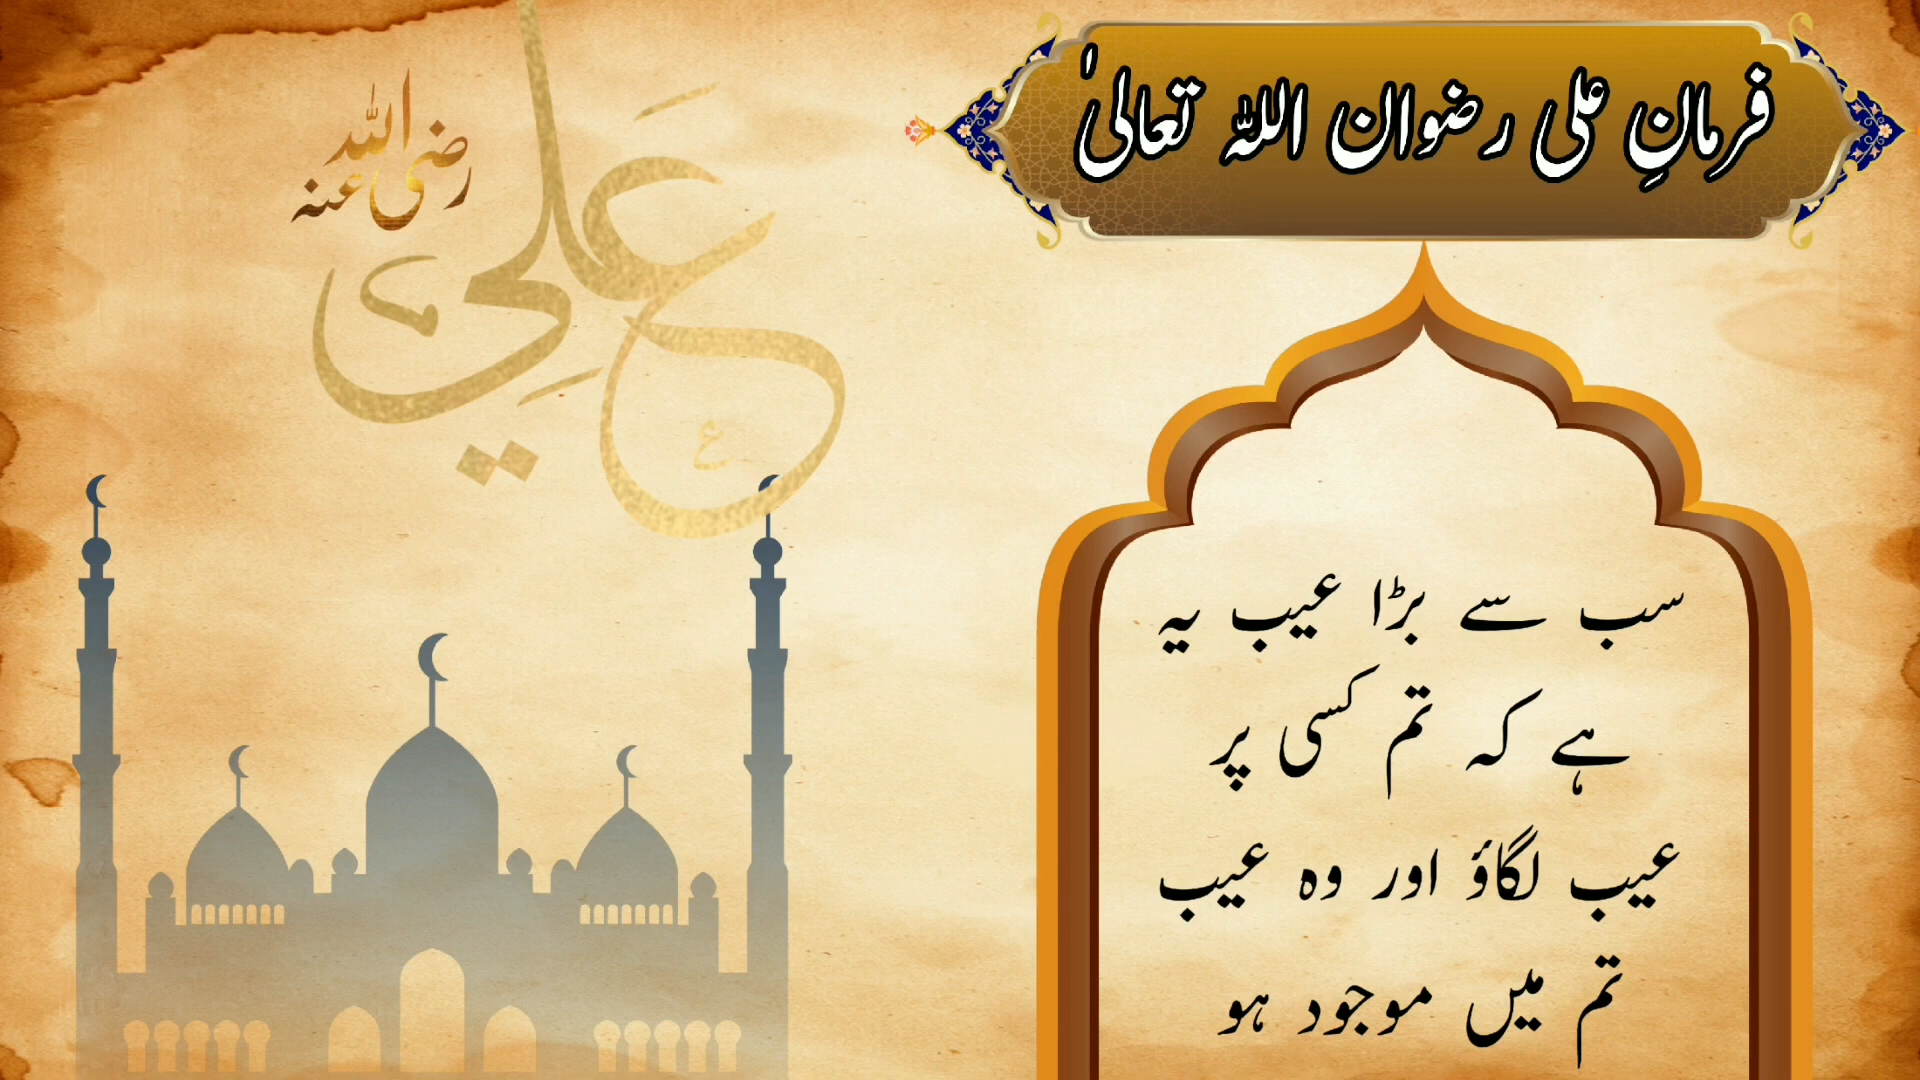 فرمانِ علی رضوان اللہ تعالیٰ
رضی اللہ عنہ
عَلِي
سب سے بڑا عیب یہ
ہے کہ تم کسی پر
عیب لگاؤ اور وہ عیب
تم میں موجود ہو